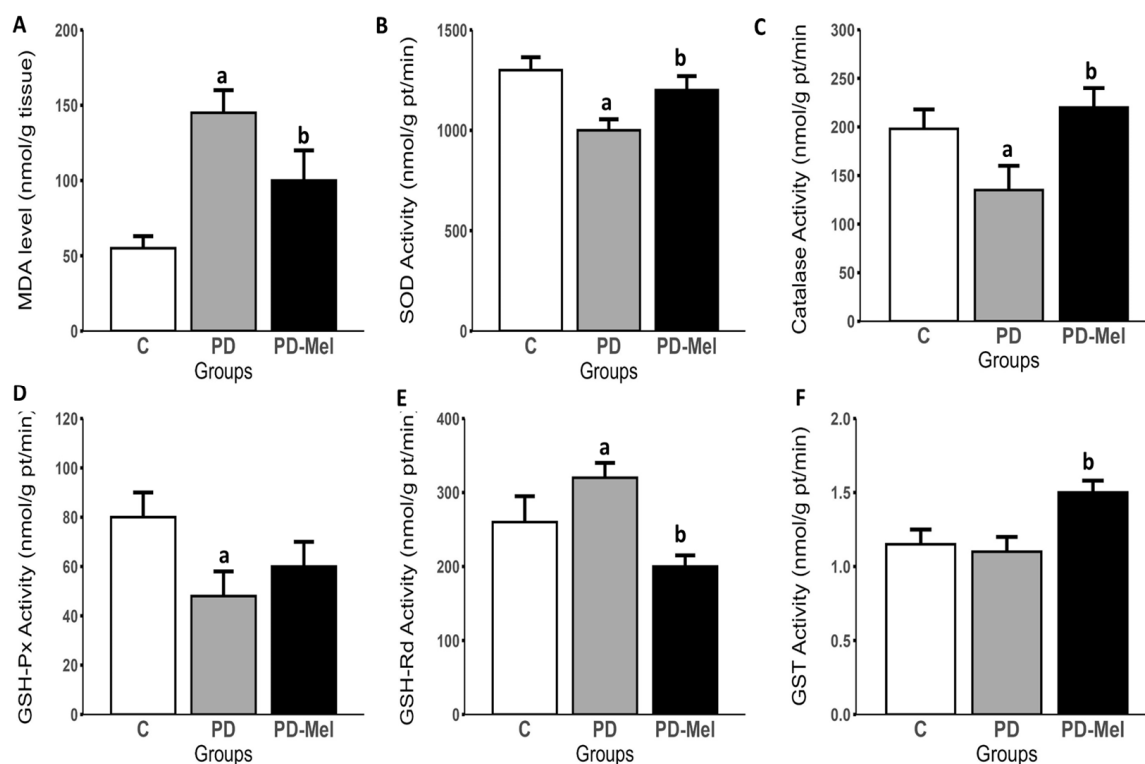 A
MDA level (nmol/g tissue)
200
150
100
50
0
a
b
C PD PD-Mel
Groups
B
SOD Activity (nmol/g pt/min)
1500
1000
500
0
a
b
C PD PD-Mel
Groups
C
Catalase Activity (nmol/g pt/min
300
250
200
150
100
50
0
a
b
C PD PD-Mel
Groups
D
GSH-Px Activity (nmol/g pt/min)
120
100
80
60
40
20
0
a
C PD PD-Mel
Groups
E
GSH-Rd Activity (nmol/g pt/min)
400
300
200
100
0
a
b
C PD PD-Mel
Groups
F
GST Activity (nmol/g pt/min)
2.0
1.5
1.0
0.5
0.0
b
C PD PD-Mel
Groups